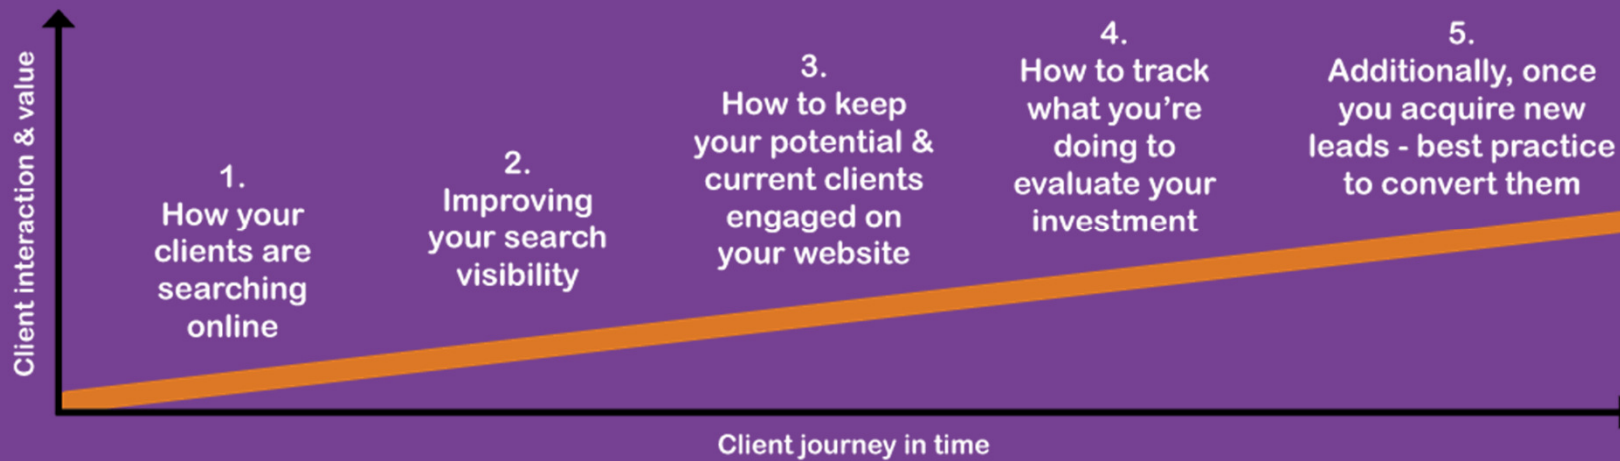 Client interaction & value
1.
How your
clients are
searching
online
2.
Improving
your search
visibility
3.
How to keep
your potential &
current clients
engaged on
your website
4.
How to track
what you’re
doing to
evaluate your
investment
5.
Additionally, once
you acquire new
leads - best practice
to convert them
Client journey in time